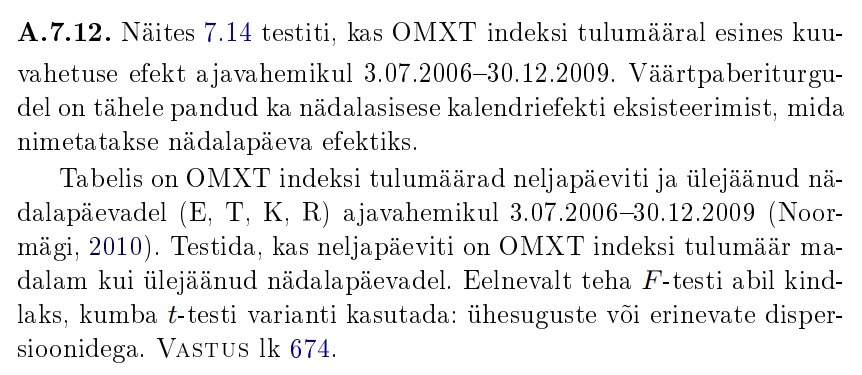 A.7.12. Näites 7.14 testiti, kas OMXT indeksi tulumääral esines kuu-
vahetuse efekt ajavahemikul 3.07.2006–30.12.2009. Väärtpaberiturgu-
del on tähele pandud ka nädalasisese kalendriefekti eksisteerimist, mida
nimetatakse nädalapäeva efektiks.
Tabelis on OMXT indeksi tulumäärad neljapäeviti ja ülejäänud nä-
dalapäevadel (E, T, K, R) ajavahemikul 3.07.2006–30.12.2009 (Noor-
mägi, 2010). Testida, kas neljapäeviti on OMXT indeksi tulumäär ma-
dalam kui ülejäänud nädalapäevadel. Eelnevalt teha F-testi abil kind-
laks, kumba t-testi varianti kasutada: ühesuguste või erinevate disper-
sioonidega. VASTUS lk 674.